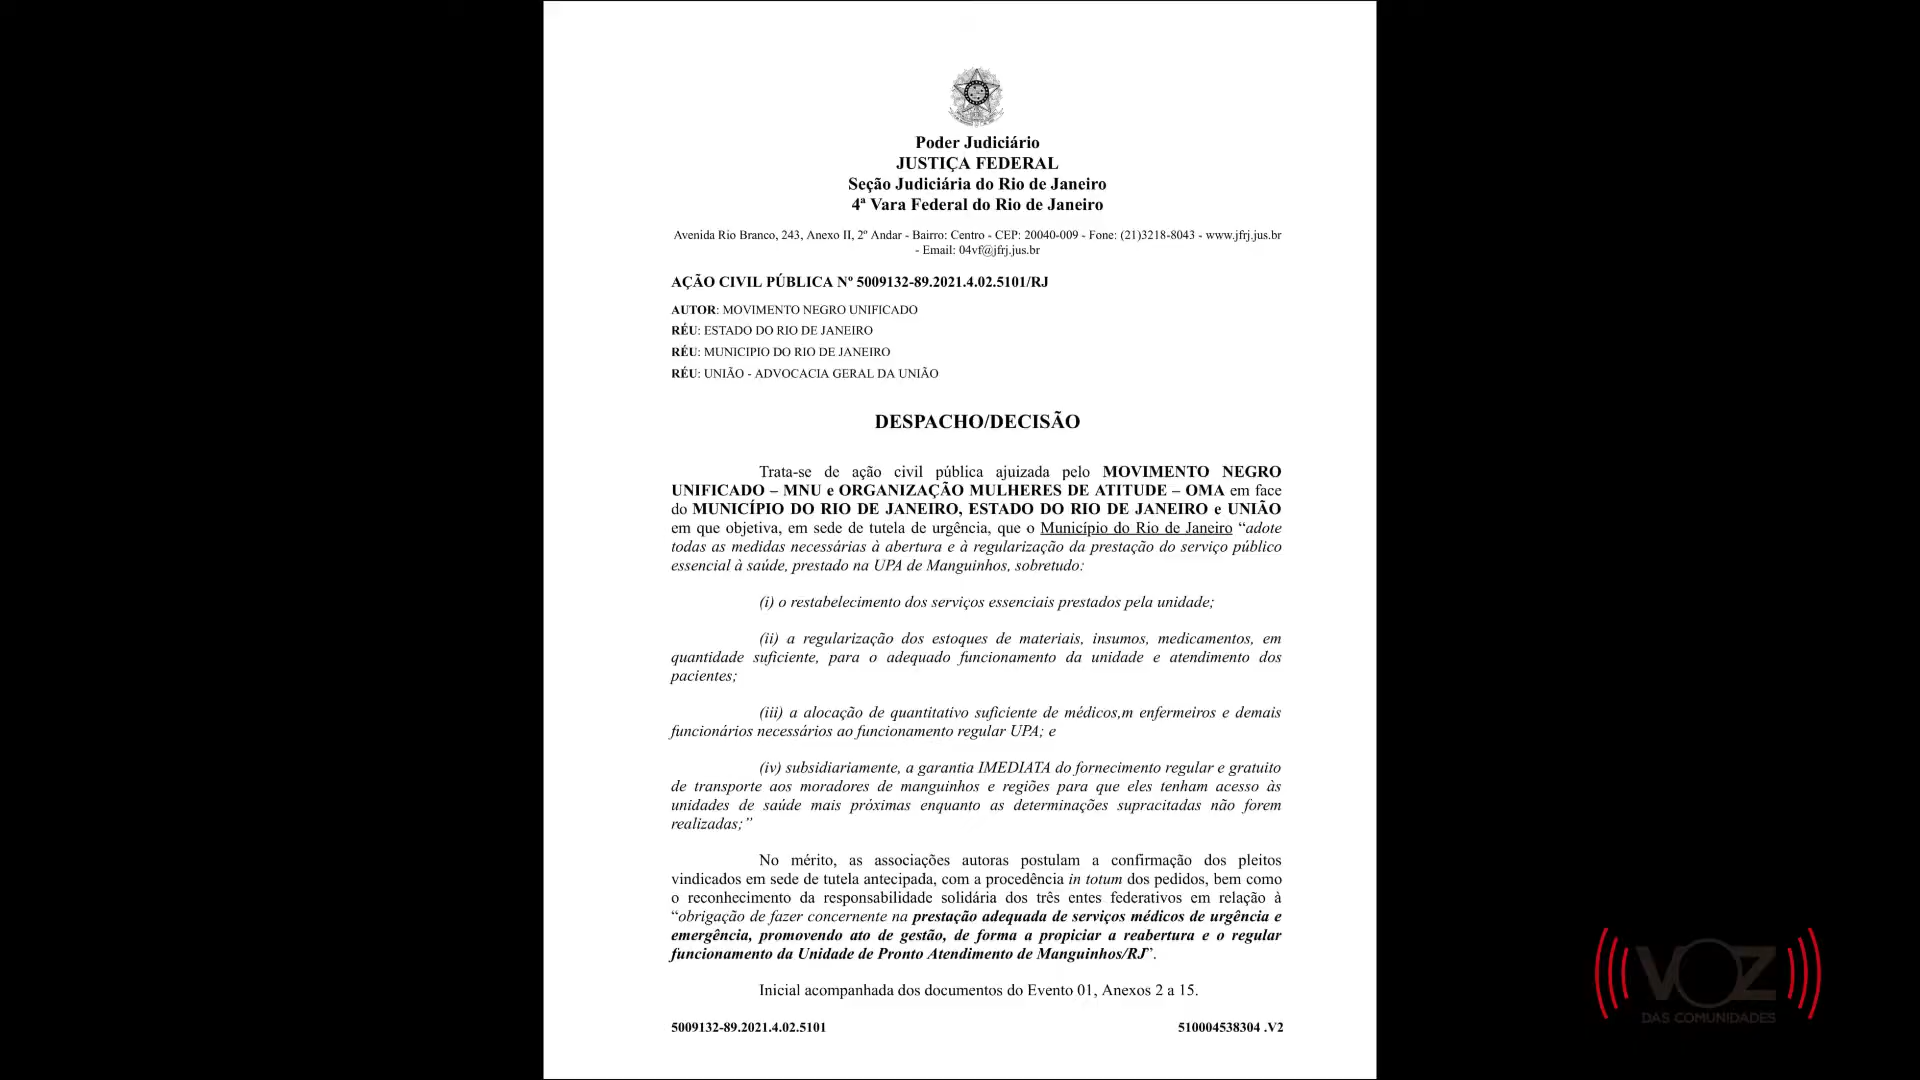 Poder Judiciário
JUSTIÇA FEDERAL
Seção Judiciária do Rio de Janeiro
4ª Vara Federal do Rio de Janeiro
Avenida Rio Branco, 243, Anexo II, 2º Andar - Bairro: Centro - CEP: 20040-009 - Fone: (21)3218-8043 - www.jfrj.jus.br
- Email: 04vf@jfrj.jus.br
AÇÃO CIVIL PÚBLICA Nº 5009132-89.2021.4.02.5101/RJ
AUTOR: MOVIMENTO NEGRO UNIFICADO
RÉU: ESTADO DO RIO DE JANEIRO
RÉU: MUNICIPIO DO RIO DE JANEIRO
RÉU: UNIÃO - ADVOCACIA GERAL DA UNIÃO
DESPACHO/DECISÃO
Trata-se de ação civil pública ajuizada pelo MOVIMENTO NEGRO
UNIFICADO – MNU e ORGANIZAÇÃO MULHERES DE ATITUDE – OMA em face
do MUNICÍPIO DO RIO DE JANEIRO, ESTADO DO RIO DE JANEIRO e UNIÃO
em que objetiva, em sede de tutela de urgência, que o Município do Rio de Janeiro “adote
todas as medidas necessárias à abertura e à regularização da prestação do serviço público
essencial à saúde, prestado na UPA de Manguinhos, sobretudo:
(i) o restabelecimento dos serviços essenciais prestados pela unidade;
(ii) a regularização dos estoques de materiais, insumos, medicamentos, em
quantidade suficiente, para o adequado funcionamento da unidade e atendimento dos
pacientes;
(iii) a alocação de quantitativo suficiente de médicos,m enfermeiros e demais
funcionários necessários ao funcionamento regular UPA; e
(iv) subsidiariamente, a garantia IMEDIATA do fornecimento regular e gratuito
de transporte aos moradores de manguinhos e regiões para que eles tenham acesso às
unidades de saúde mais próximas enquanto as determinações supracitadas não forem
realizadas;”
No mérito, as associações autoras postulam a confirmação dos pleitos
vindicados em sede de tutela antecipada, com a procedência in totum dos pedidos, bem como
o reconhecimento da responsabilidade solidária dos três entes federativos em relação à
“obrigação de fazer concernente na prestação adequada de serviços médicos de urgência e
emergência, promovendo ato de gestão, de forma a propiciar a reabertura e o regular
funcionamento da Unidade de Pronto Atendimento de Manguinhos/RJ”.
Inicial acompanhada dos documentos do Evento 01, Anexos 2 a 15.
5009132-89.2021.4.02.5101 510004538304 .V2
VOZ
DAS COMUNIDADES